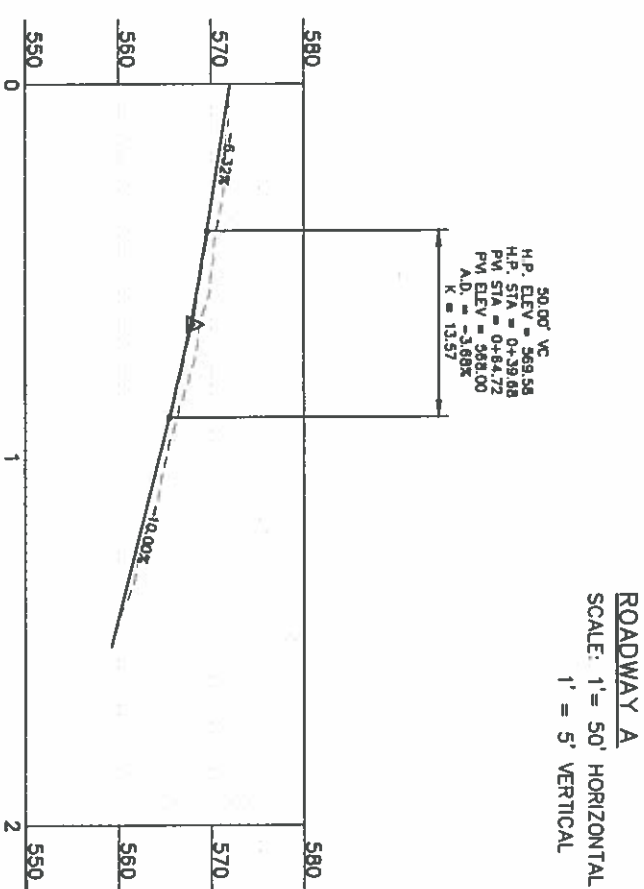 ROADWAY A
SCALE: 1'= 50' HORIZONTAL
1' = 5' VERTICAL
50.00' VC
H.P. ELEV = 569.58
H.P. STA = 0+39.68
PVI STA = 0+64.72
PVI ELEV = 568.00
A.D. = -3.68%
K = 13.57
580
580
570
570
560
560
550
550
-6.32%
-10.00%
0
1
2